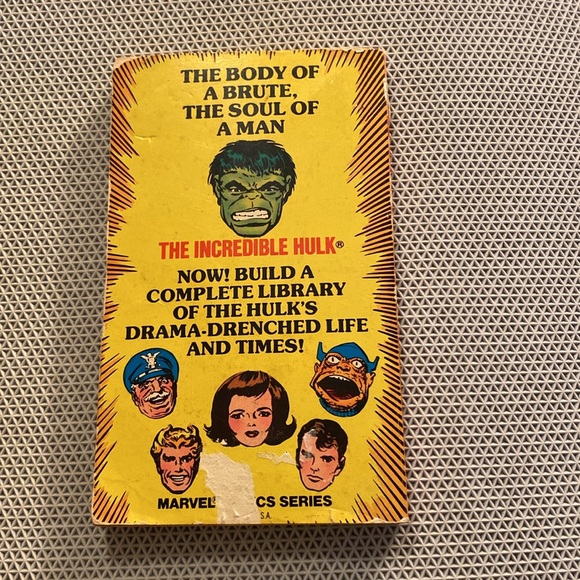 THE BODY OF
A BRUTE,
THE SOUL OF
A MAN
THE INCREDIBLE HULK®
NOW! BUILD A
COMPLETE LIBRARY
OF THE HULK'S
DRAMA-DRENCHED LIFE
AND TIMES!
MARVEL CS SERIES
S.A.